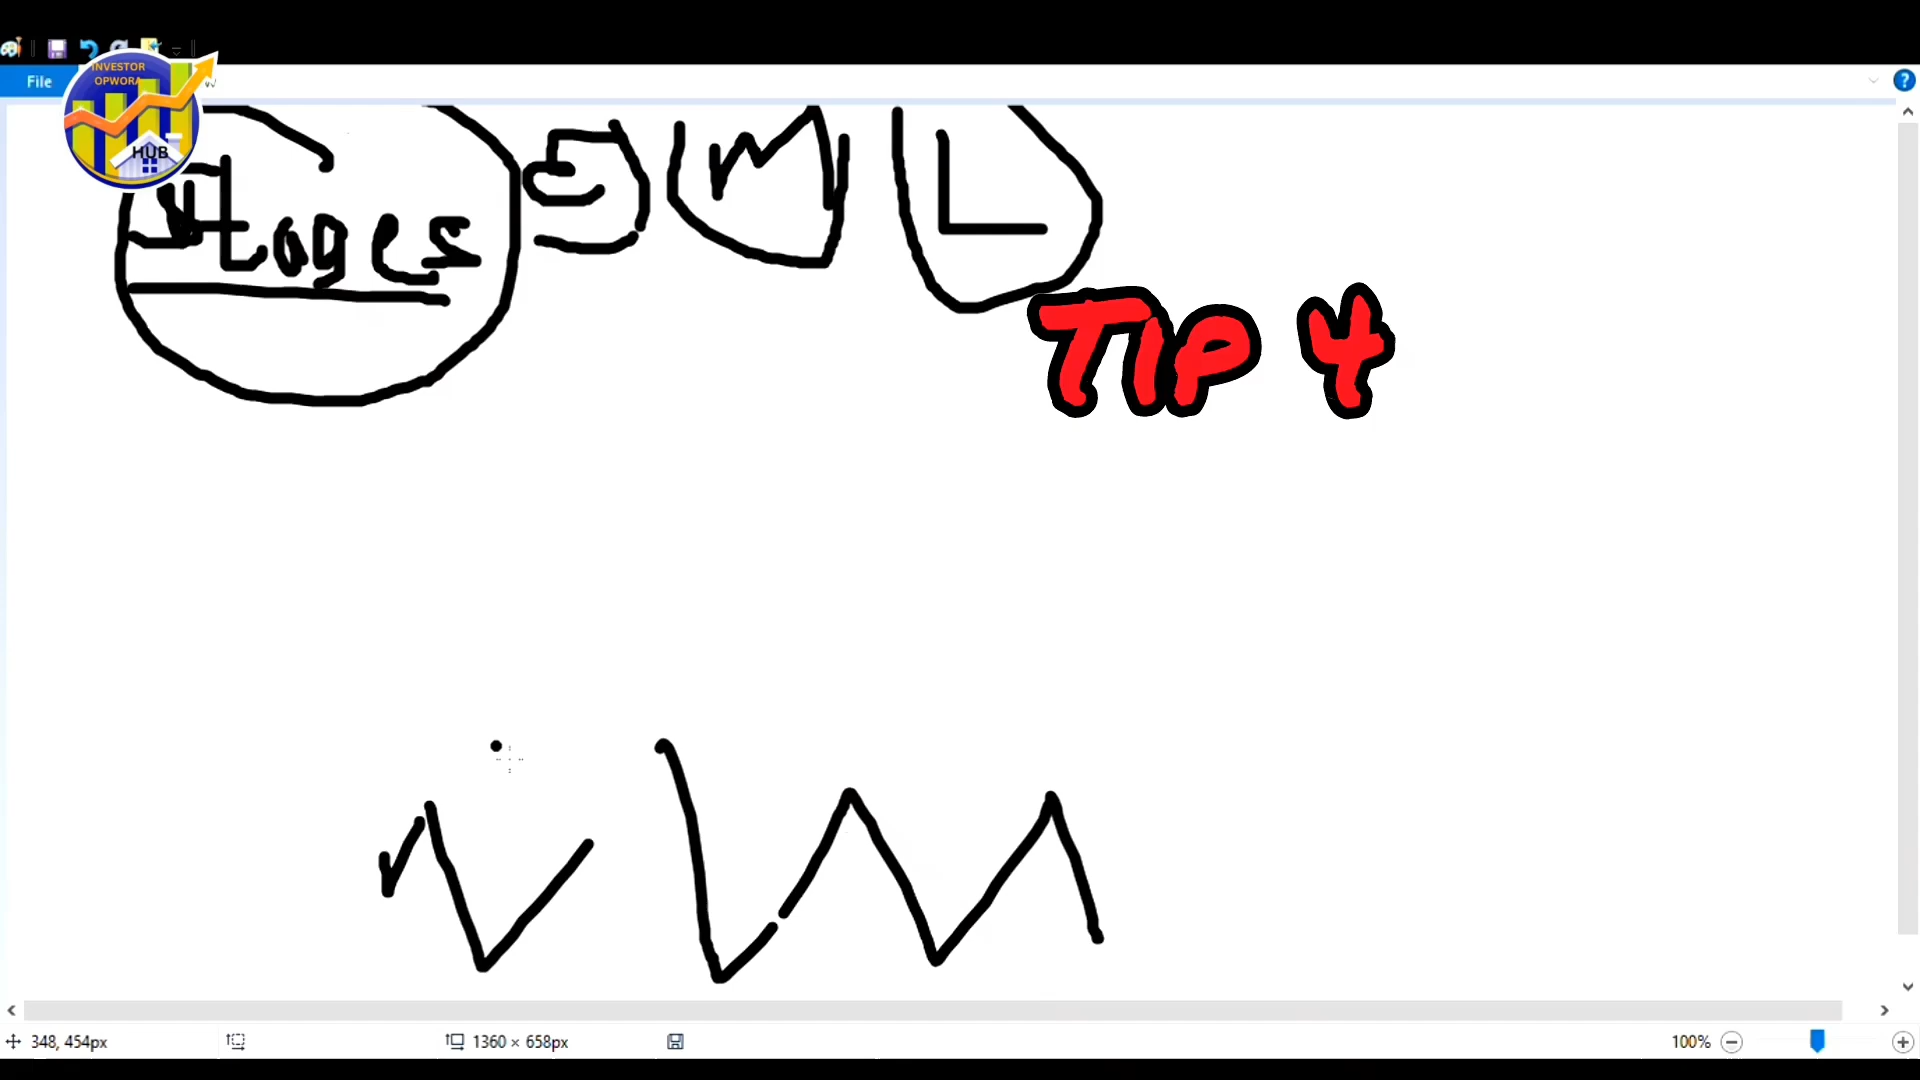 INVESTOR
OPWORA
HUB
File
Stages
M L
TIP 4
348, 454px
1360 × 658px
100%